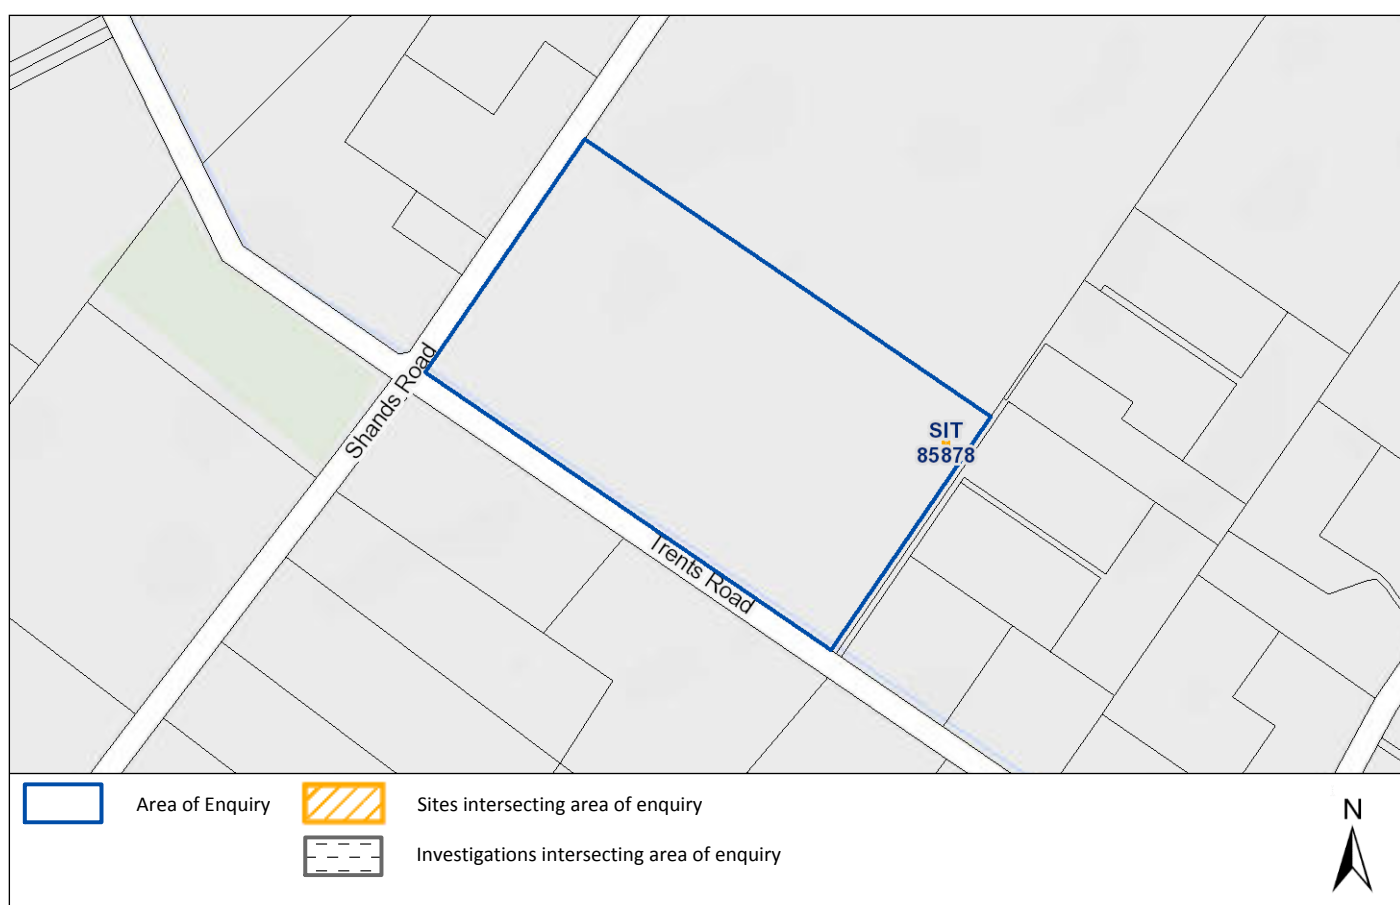 Shands Road
SIT
85878
Trents Road
Area of Enquiry
Sites intersecting area of enquiry
N
Investigations intersecting area of enquiry